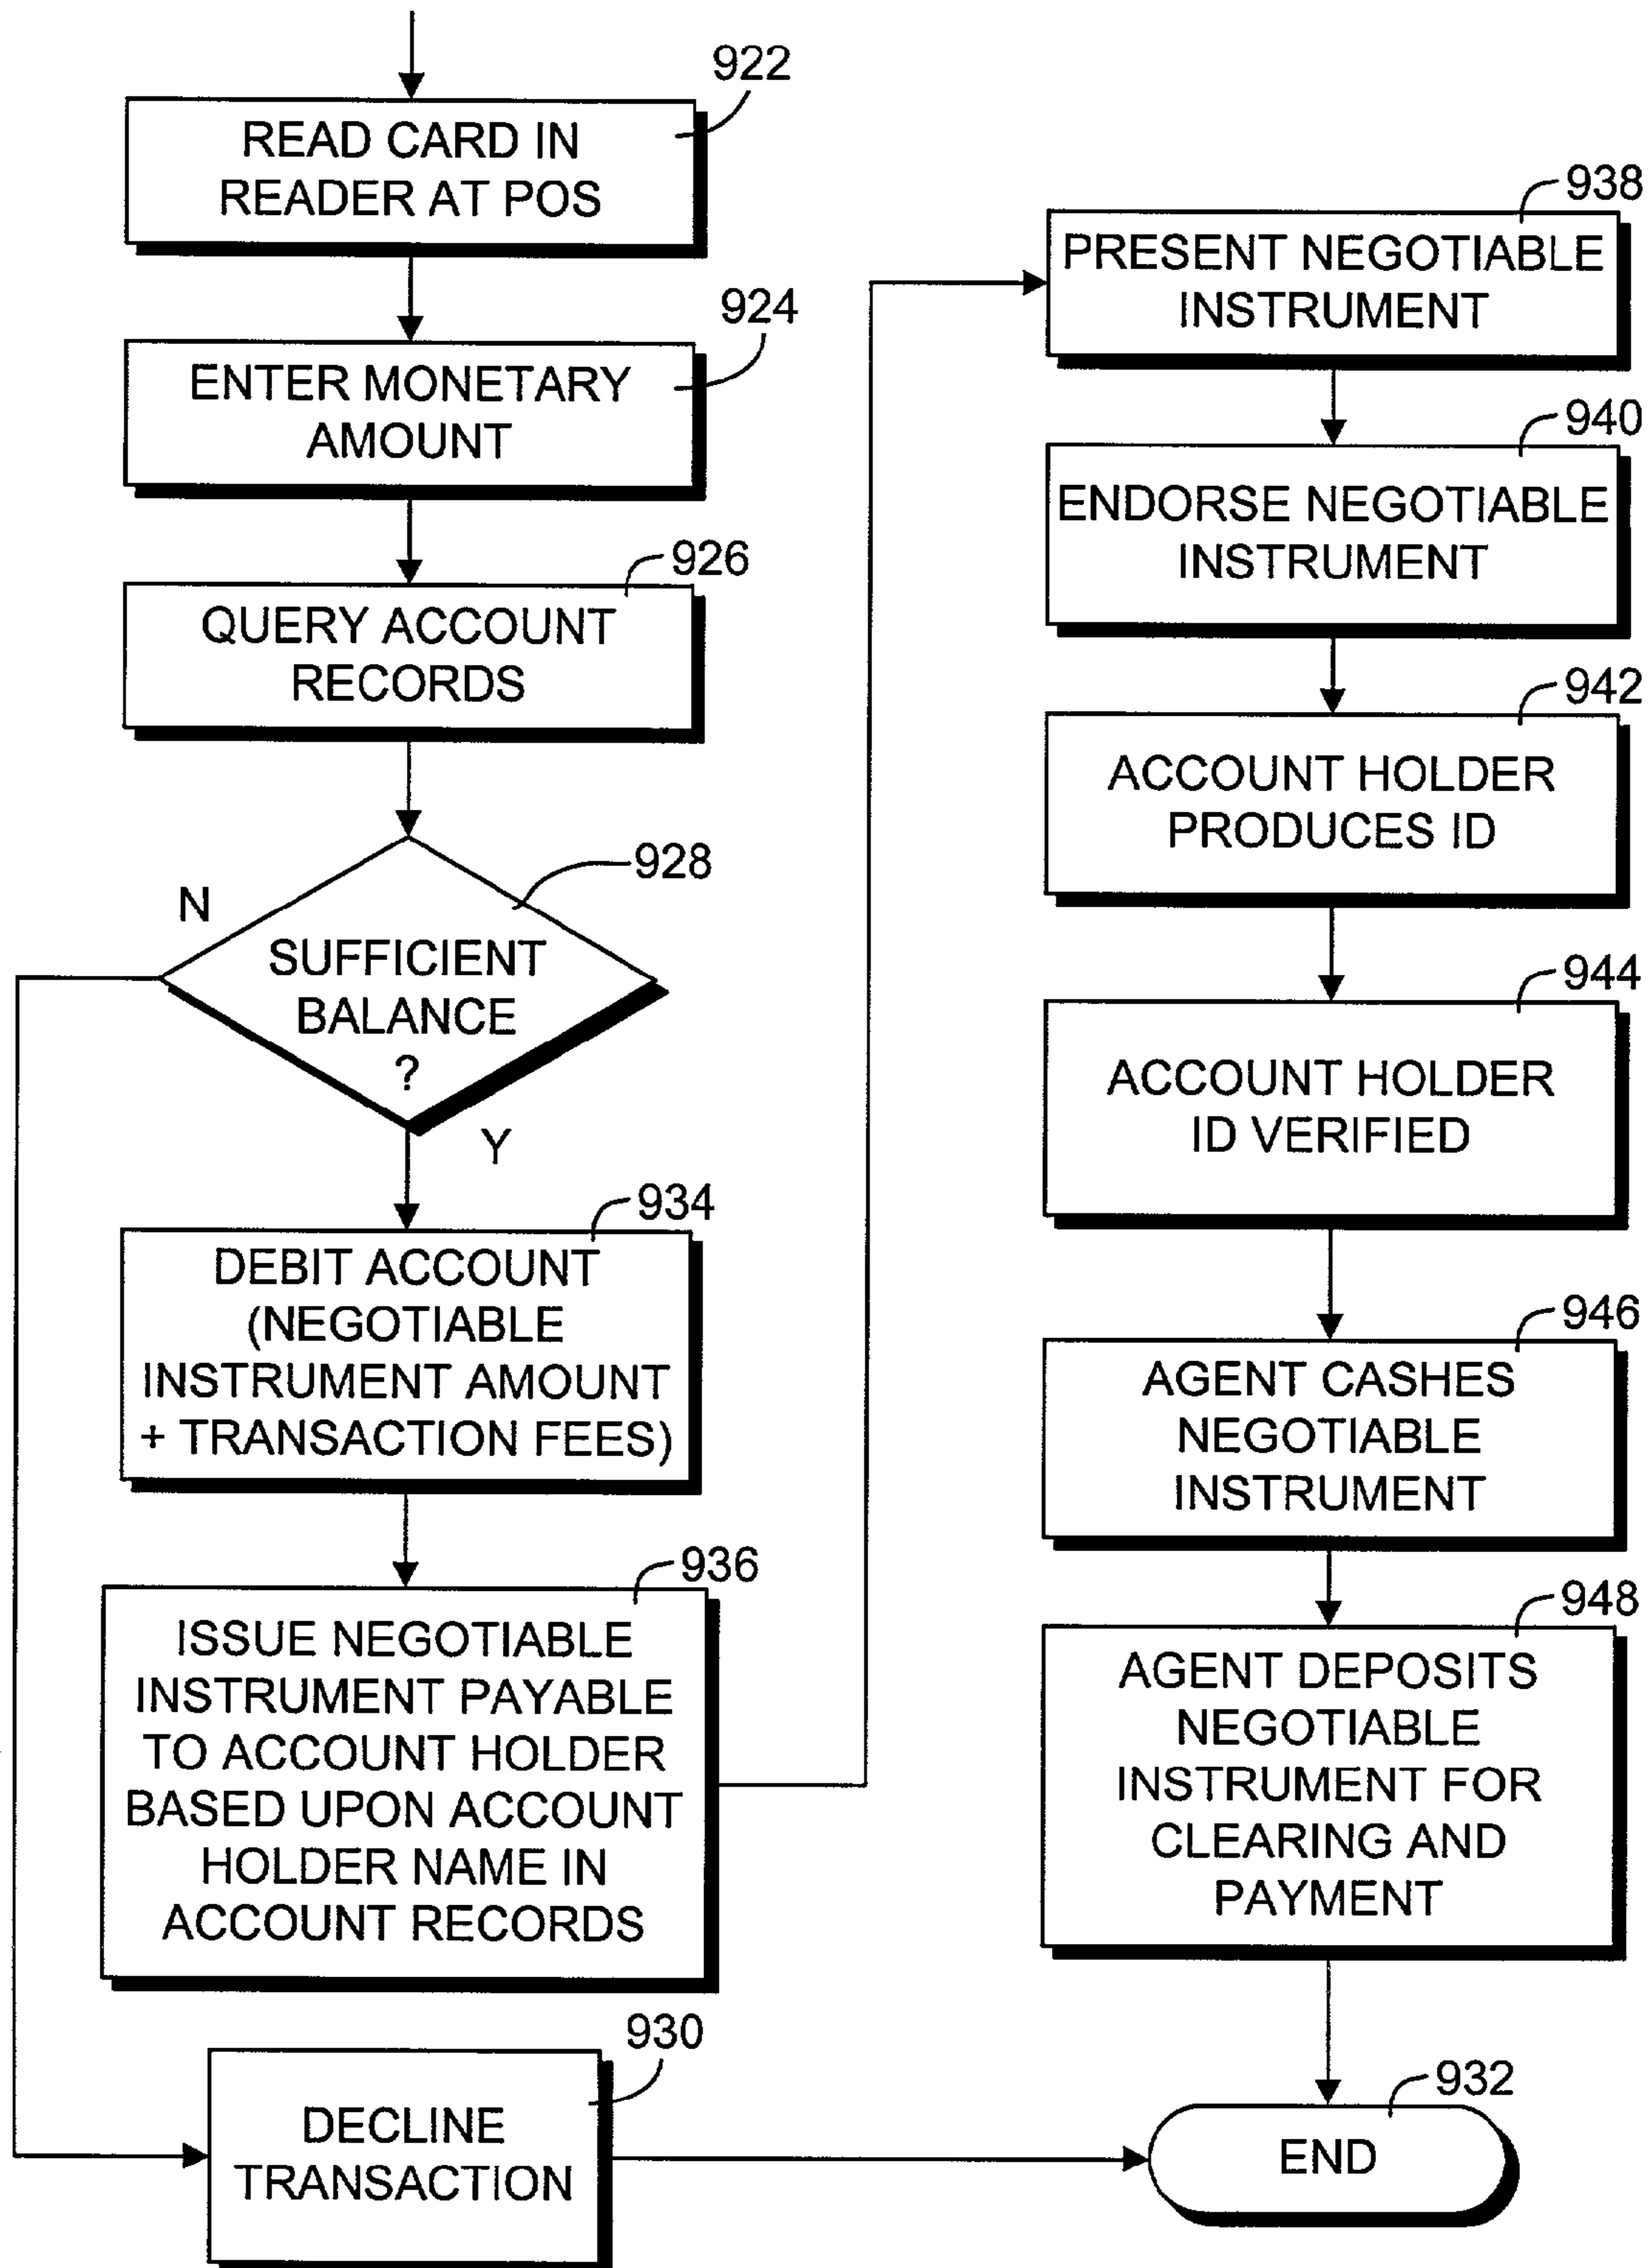 922
READ CARD IN
READER AT POS
924
ENTER MONETARY
AMOUNT
926
QUERY ACCOUNT
RECORDS
928
N
SUFFICIENT
BALANCE
?
Y
934
DEBIT ACCOUNT
(NEGOTIABLE
INSTRUMENT AMOUNT
+ TRANSACTION FEES)
936
ISSUE NEGOTIABLE
INSTRUMENT PAYABLE
TO ACCOUNT HOLDER
BASED UPON ACCOUNT
HOLDER NAME IN
ACCOUNT RECORDS
930
DECLINE
TRANSACTION
938
PRESENT NEGOTIABLE
INSTRUMENT
940
ENDORSE NEGOTIABLE
INSTRUMENT
942
ACCOUNT HOLDER
PRODUCES ID
944
ACCOUNT HOLDER
ID VERIFIED
946
AGENT CASHES
NEGOTIABLE
INSTRUMENT
948
AGENT DEPOSITS
NEGOTIABLE
INSTRUMENT FOR
CLEARING AND
PAYMENT
932
END